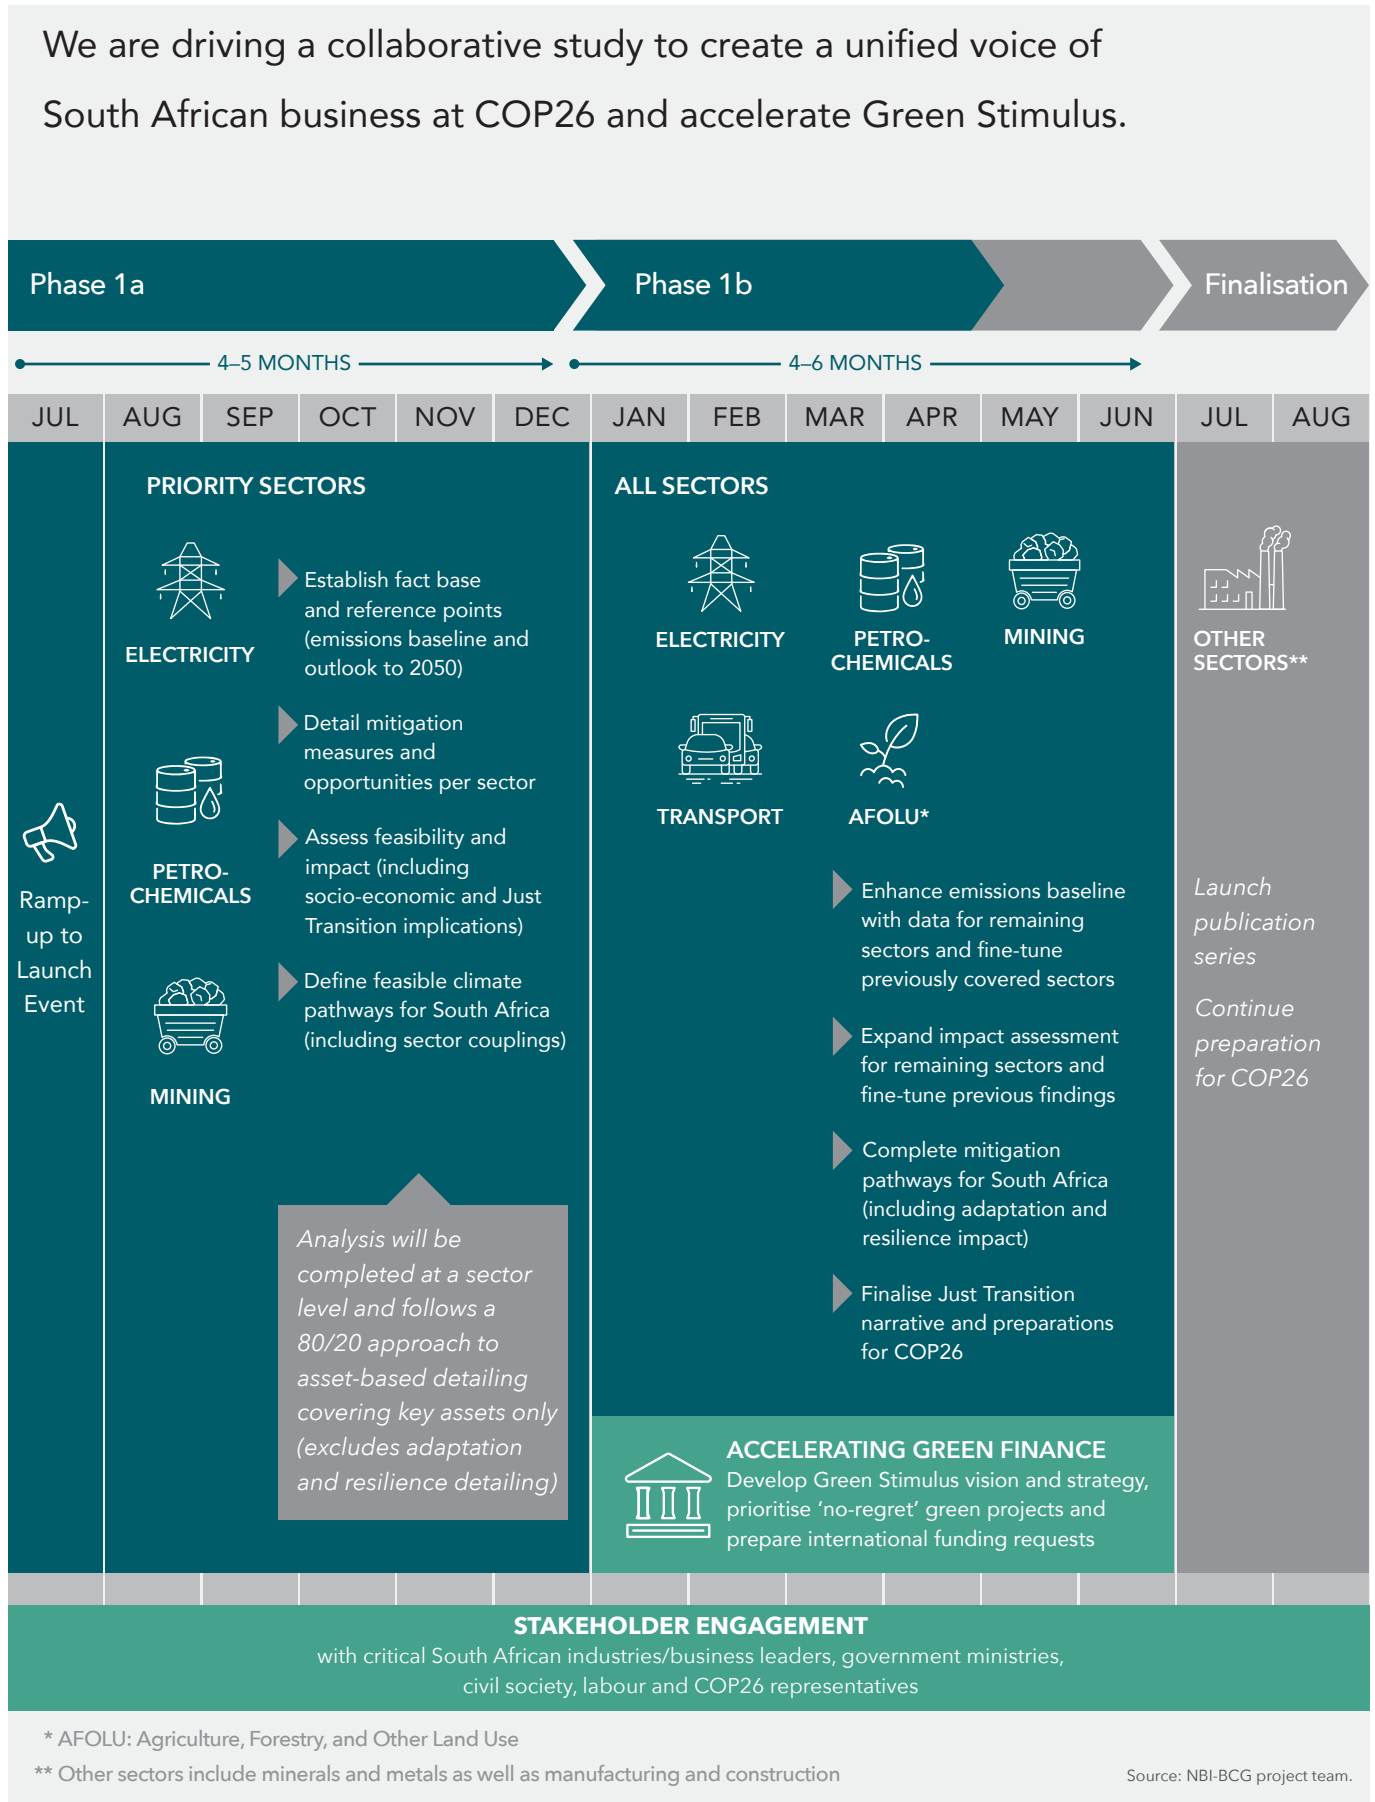 We are driving a collaborative study to create a unified voice of
South African business at COP26 and accelerate Green Stimulus.
Phase 1a
Phase 1b
Finalisation
4–5 MONTHS
4–6 MONTHS
JUL
AUG
SEP
OCT
NOV
DEC
JAN
FEB
MAR
APR
MAY
JUN
JUL
AUG
Ramp-
up to
Launch
Event
PRIORITY SECTORS
ELECTRICITY
PETRO-
CHEMICALS
MINING
Establish fact base
and reference points
(emissions baseline and
outlook to 2050)
Detail mitigation
measures and
opportunities per sector
Assess feasibility and
impact (including
socio-economic and Just
Transition implications)
Define feasible climate
pathways for South Africa
(including sector couplings)
Analysis will be
completed at a sector
level and follows a
80/20 approach to
asset-based detailing
covering key assets only
(excludes adaptation
and resilience detailing)
ALL SECTORS
ELECTRICITY
PETRO-
CHEMICALS
MINING
TRANSPORT
AFOLU*
Enhance emissions baseline
with data for remaining
sectors and fine-tune
previously covered sectors
Expand impact assessment
for remaining sectors and
fine-tune previous findings
Complete mitigation
pathways for South Africa
(including adaptation and
resilience impact)
Finalise Just Transition
narrative and preparations
for COP26
ACCELERATING GREEN FINANCE
Develop Green Stimulus vision and strategy,
prioritise ‘no-regret’ green projects and
prepare international funding requests
OTHER
SECTORS**
Launch
publication
series
Continue
preparation
for COP26
STAKEHOLDER ENGAGEMENT
with critical South African industries/business leaders, government ministries,
civil society, labour and COP26 representatives
* AFOLU: Agriculture, Forestry, and Other Land Use
** Other sectors include minerals and metals as well as manufacturing and construction
Source: NBI-BCG project team.